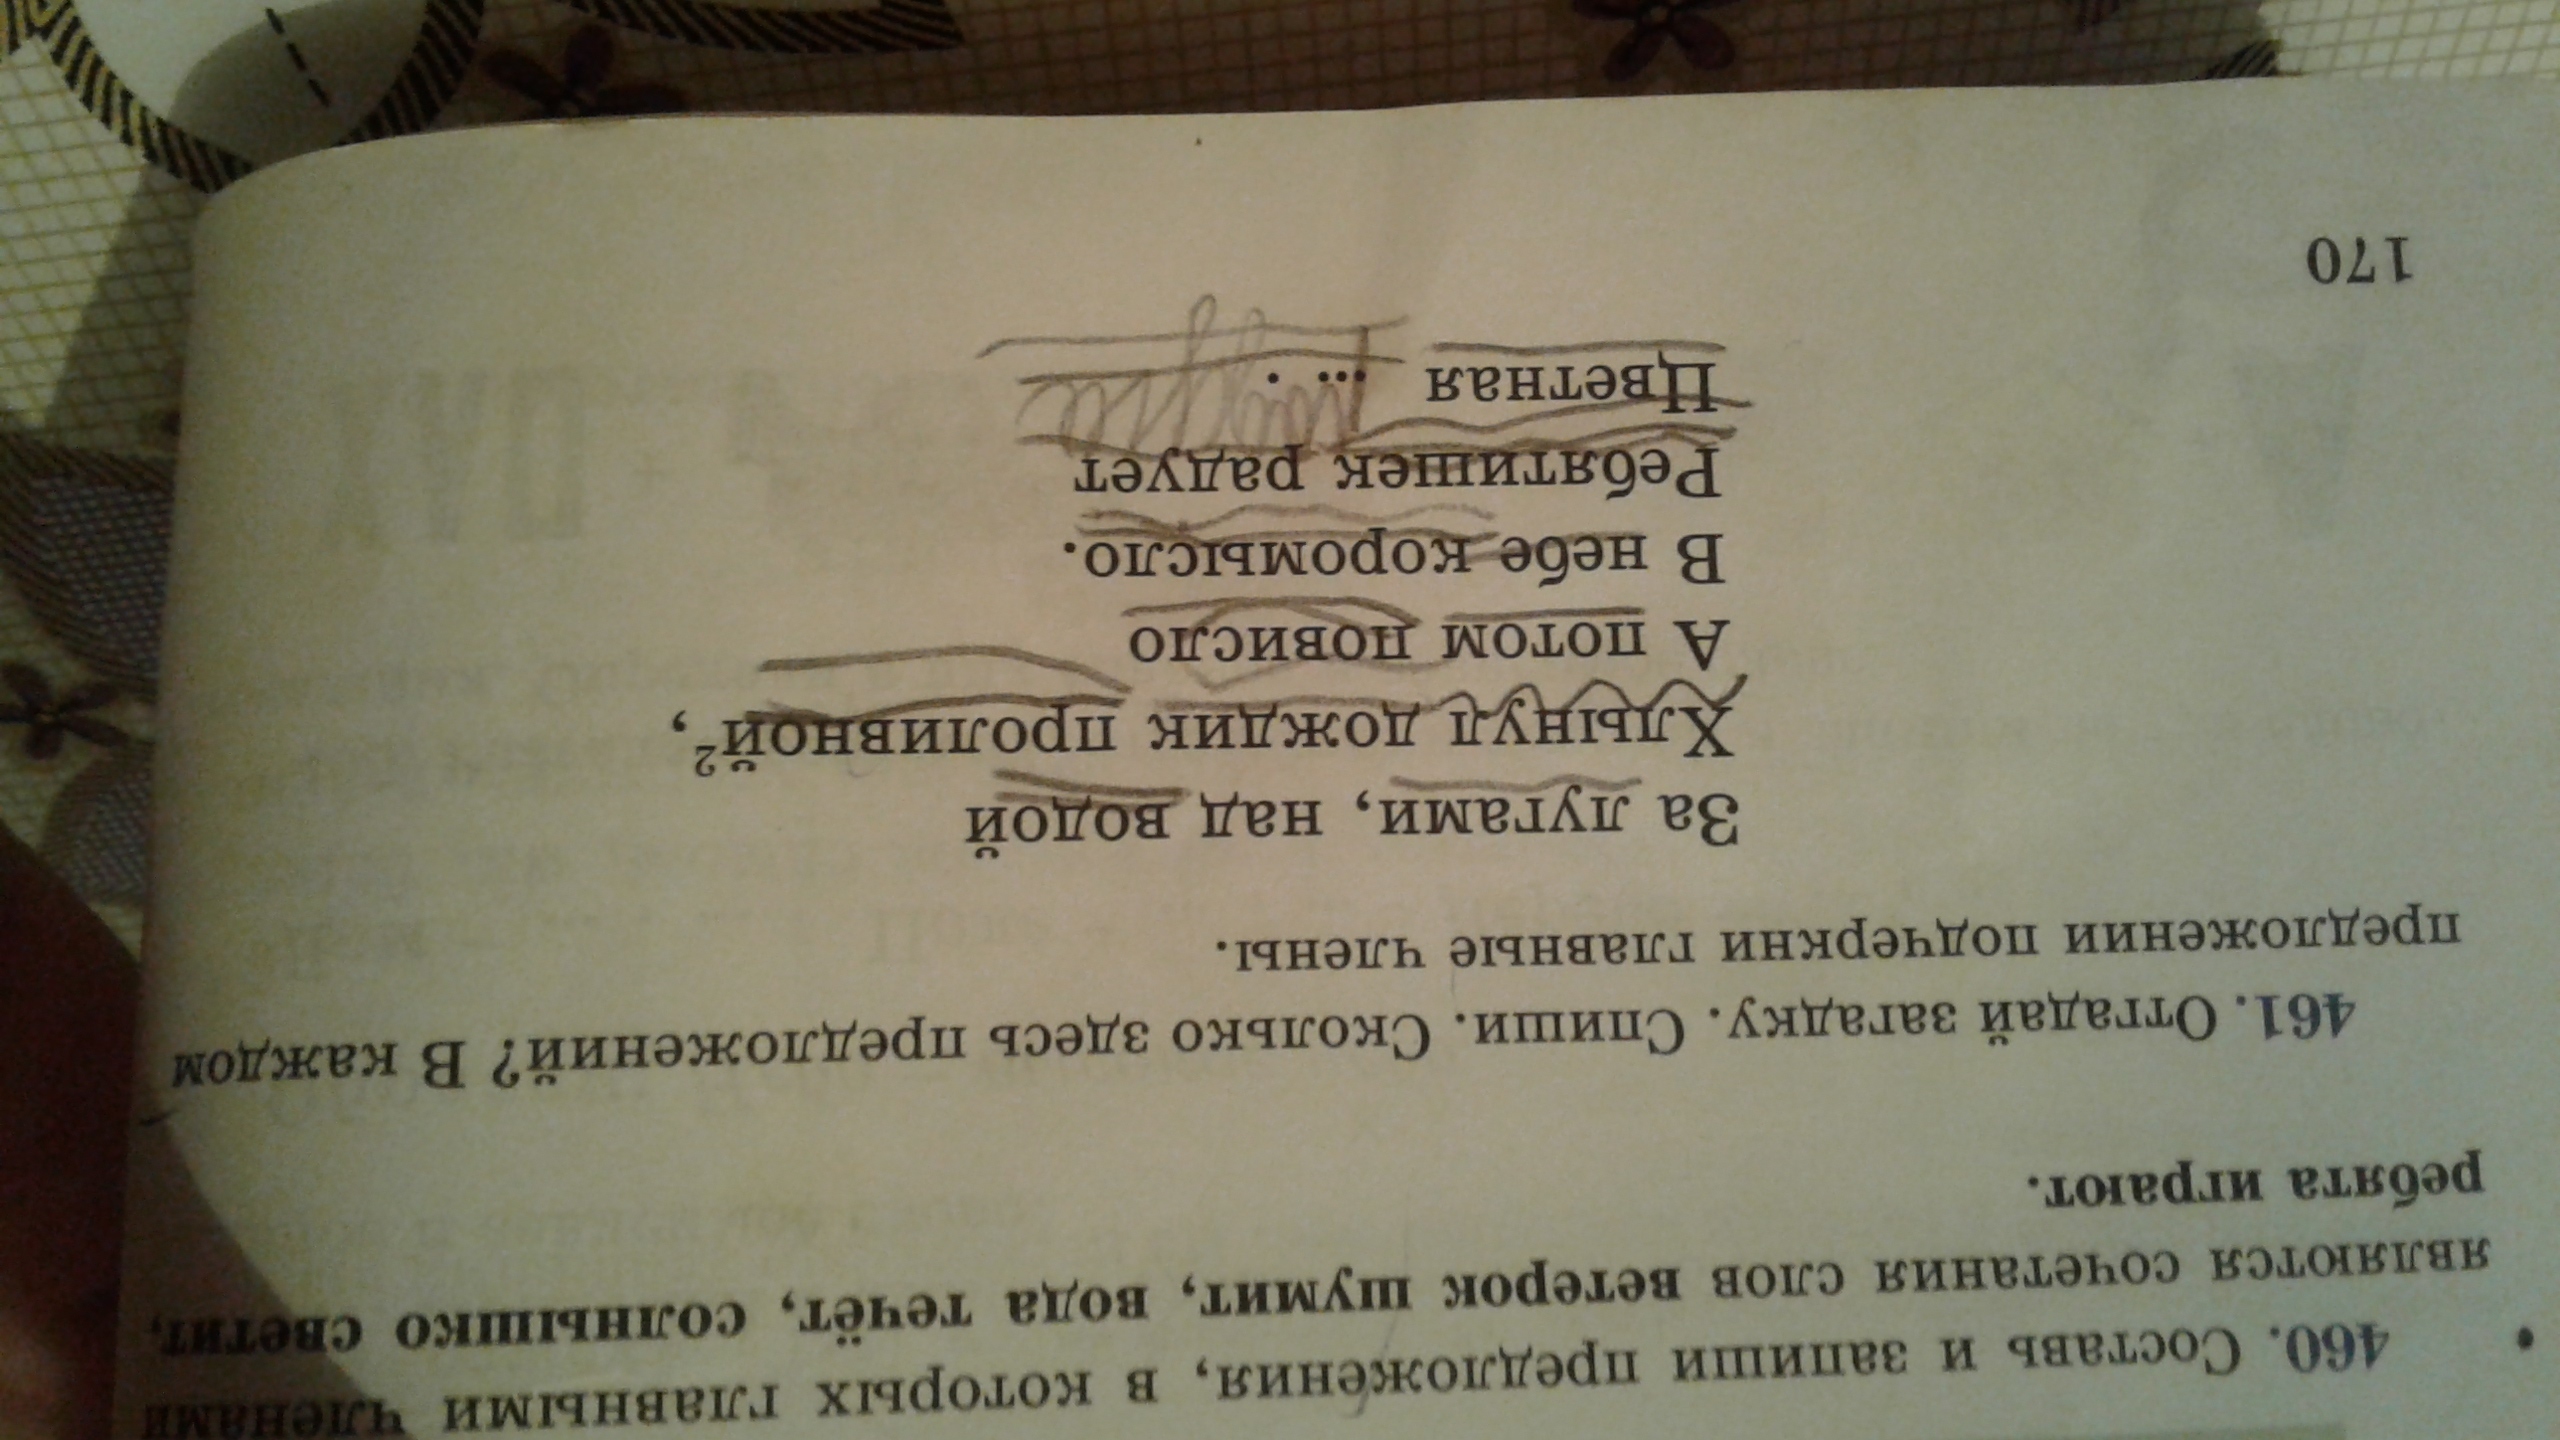 460. Составь и запиши предложения, в которых главными членами
являются сочетания слов ветерок шумит, вода течёт, солнышко светит,
ребята играют.
461. Отгадай загадку. Спиши. Сколько здесь предложений? В каждом
предложении подчеркни главные члены.
За лугами, над водой
Хлынул дождик проливной²,
А потом повисло
В небе коромысло.
Ребятишек радует
Цветная ... . радуга
170